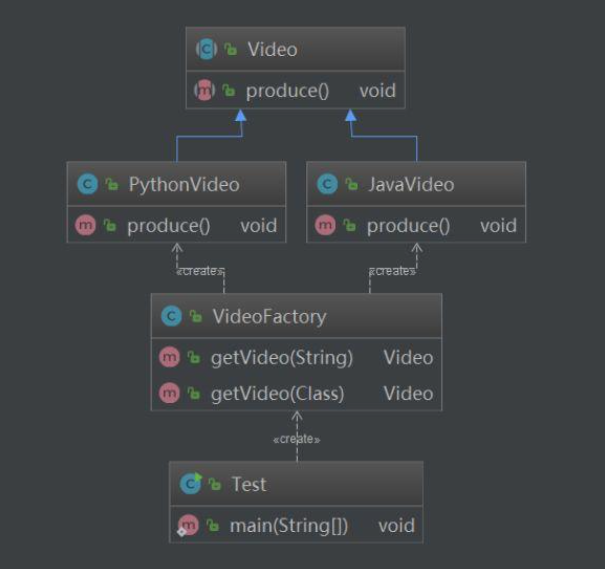 Video
produce() void
PythonVideo JavaVideo
produce() void produce() void
«create» «create»
VideoFactory
getVideo(String) Video
getVideo(Class) Video
«create»
Test
main(String[]) void